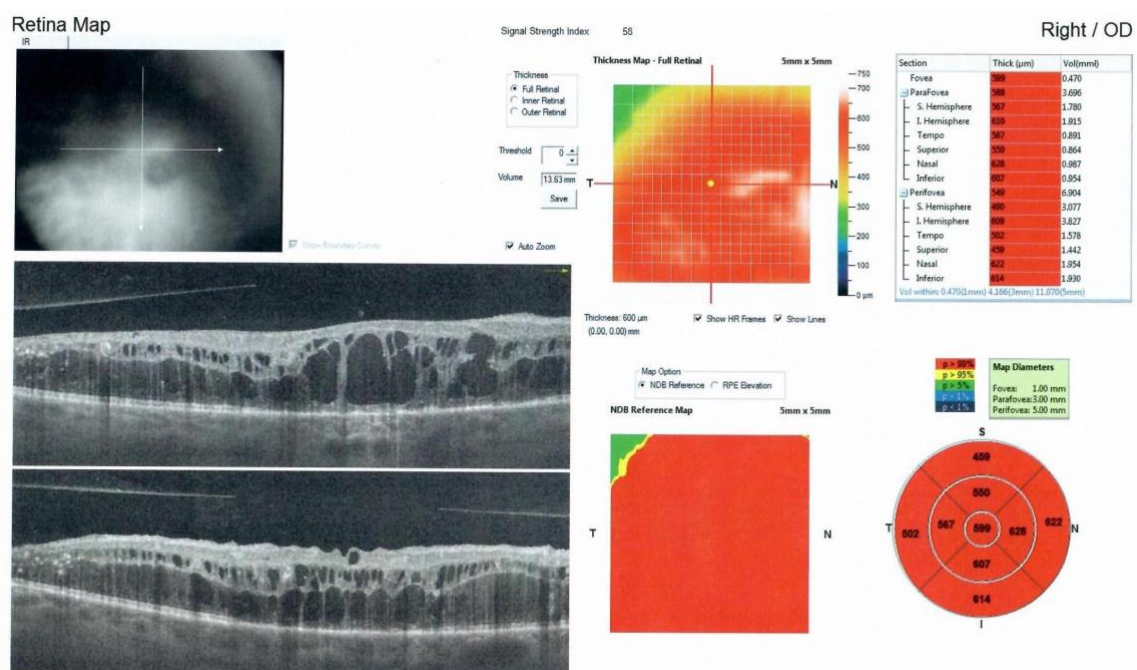 Retina Map
Right / OD
IR
Signal Strength Index 58
Thickness
Full Retinal
Inner Retinal
Outer Retinal
Threshold 0
Volume 13.63 mm
Save
Show Boundary Curves
Auto Zoom
Thickness Map - Full Retinal 5mm x 5mm
T
N
750
700
600
500
400
300
200
100
0 µm
Thickness: 600 µm
(0.00, 0.00) mm
Show HR Frames
Show Lines
Section Thick (µm) Vol(mm)
Fovea 599 0.470
ParaFovea 588 3.696
S. Hemisphere 567 1.780
I. Hemisphere 610 1.915
Tempo 567 0.891
Superior 550 0.864
Nasal 628 0.987
Inferior 607 0.954
Perifovea 549 6.904
S. Hemisphere 490 3.077
I. Hemisphere 609 3.827
Tempo 502 1.578
Superior 459 1.442
Nasal 622 1.954
Inferior 614 1.930
Vol within: 0.470(1mm) 4.166(3mm) 11.070(5mm)
Map Option
NDB Reference
RPE Elevation
NDB Reference Map 5mm x 5mm
T
N
p > 99%
p > 95%
p > 5%
p > 1%
p < 1%
Map Diameters
Fovea: 1.00 mm
Parafovea:3.00 mm
Perifovea: 5.00 mm
S
459
550
T 502 567 599 628 622 N
607
614
I